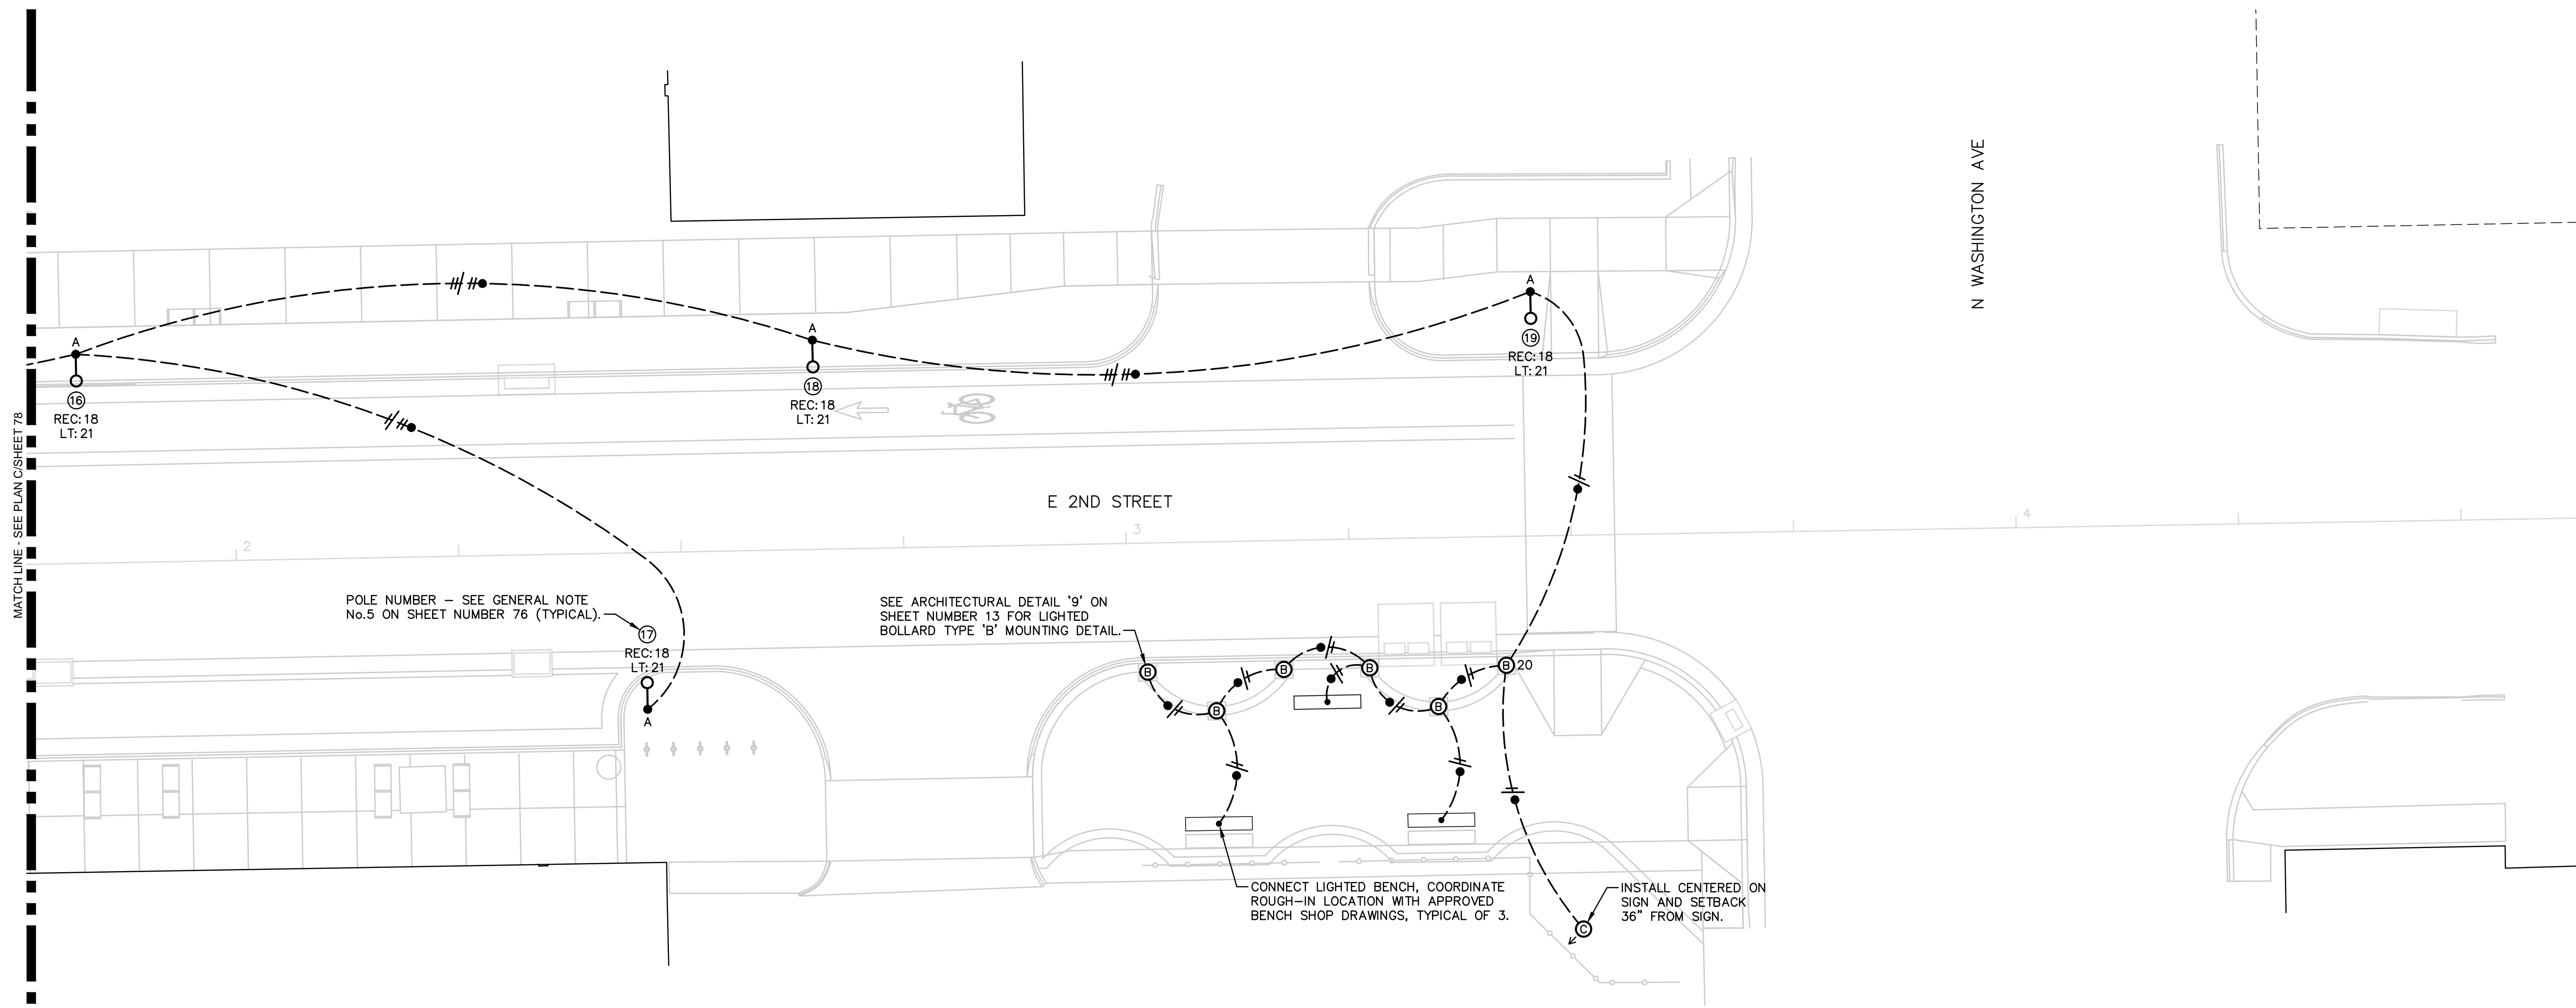 MATCH LINE - SEE PLAN C/SHEET 78
N WASHINGTON AVE
A
16
REC: 18
LT: 21
A
18
REC: 18
LT: 21
A
19
REC: 18
LT: 21
E 2ND STREET
2
3
4
POLE NUMBER – SEE GENERAL NOTE
No.5 ON SHEET NUMBER 76 (TYPICAL).
17
REC: 18
LT: 21
A
SEE ARCHITECTURAL DETAIL ‘9’ ON
SHEET NUMBER 13 FOR LIGHTED
BOLLARD TYPE ‘B’ MOUNTING DETAIL.
B
B
B
B
B
B 20
CONNECT LIGHTED BENCH, COORDINATE
ROUGH–IN LOCATION WITH APPROVED
BENCH SHOP DRAWINGS, TYPICAL OF 3.
INSTALL CENTERED ON
SIGN AND SETBACK
36” FROM SIGN.
C